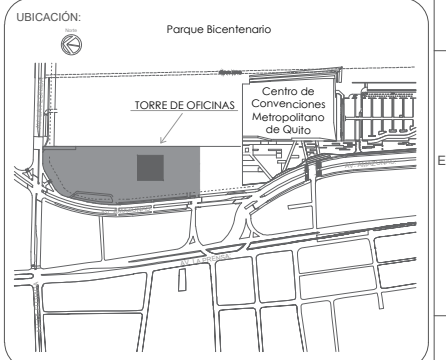 UBICACIÓN:
Norte
Parque Bicentenario
TORRE DE OFICINAS
Centro de
Convenciones
Metropolitano
de Quito
AV. LA PRENSA
E